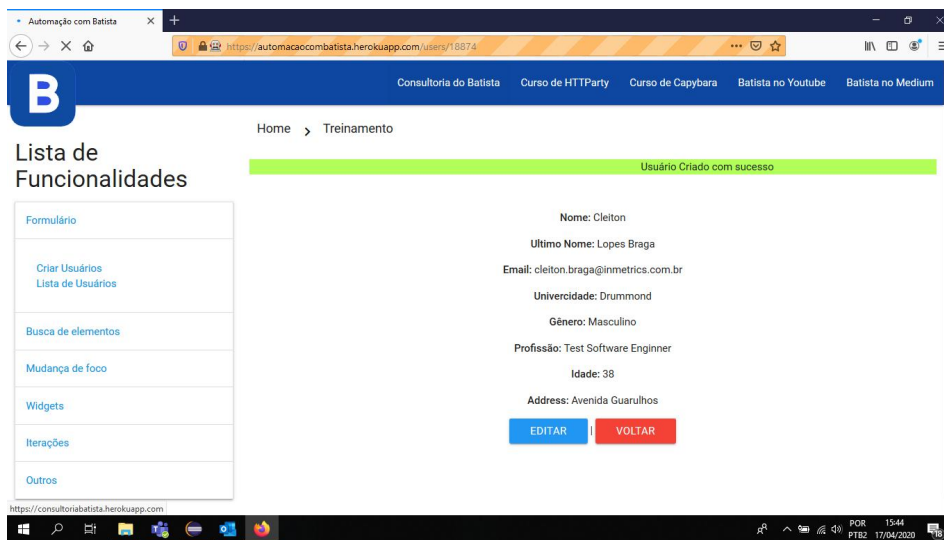 Automação com Batista
https://automacaocombatista.herokuapp.com/users/18874
B
Consultoria do Batista Curso de HTTParty Curso de Capybara Batista no Youtube Batista no Medium
Home > Treinamento
Lista de
Funcionalidades
Usuário Criado com sucesso
Formulário
Criar Usuários
Lista de Usuários
Busca de elementos
Mudança de foco
Widgets
Iterações
Outros
Nome: Cleiton
Ultimo Nome: Lopes Braga
Email: cleiton.braga@inmetrics.com.br
Univercidade: Drummond
Gênero: Masculino
Profissão: Test Software Enginner
Idade: 38
Address: Avenida Guarulhos
EDITAR | VOLTAR
https://consultoriabatista.herokuapp.com
POR 15:44
PTB2 17/04/2020